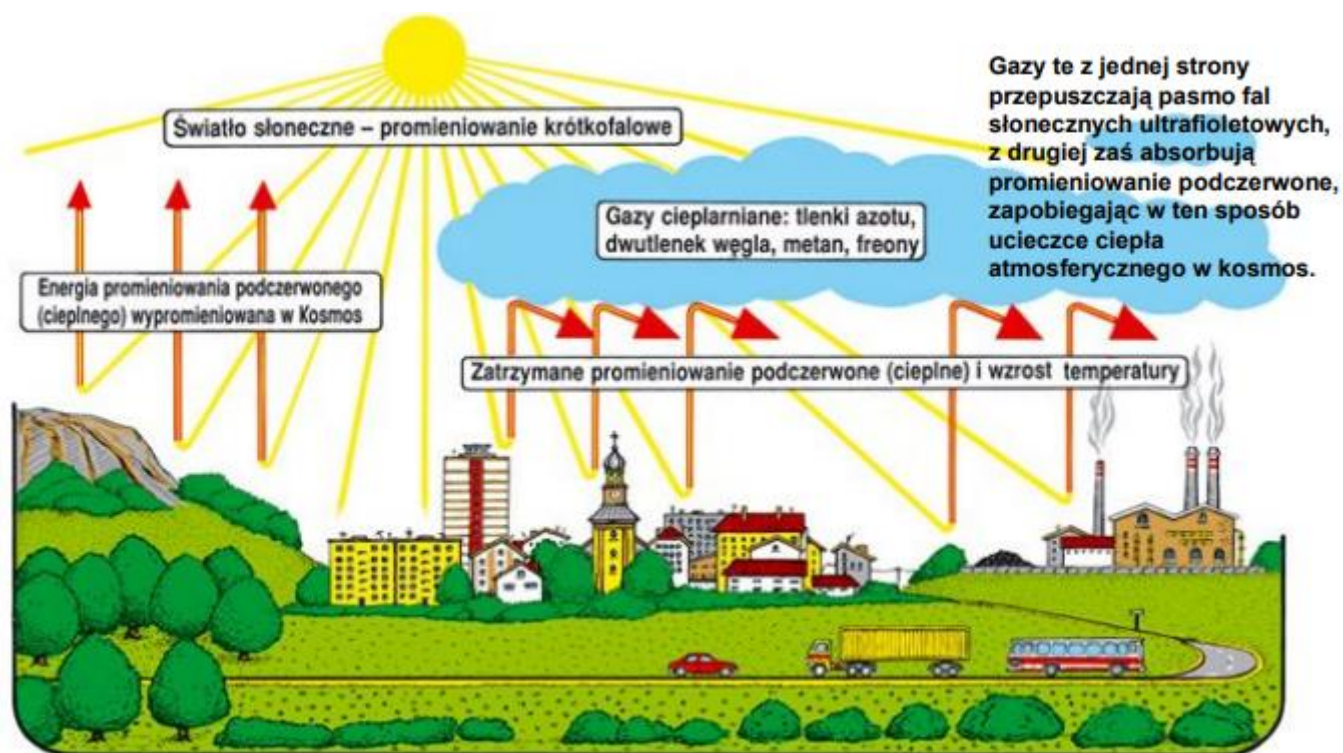 Światło słoneczne – promieniowanie krótkofalowe
Gazy te z jednej strony
przepuszczają pasmo fal
słonecznych ultrafioletowych,
z drugiej zaś absorbują
promieniowanie podczerwone,
zapobiegając w ten sposób
ucieczce ciepła
atmosferycznego w kosmos.
Gazy cieplarniane: tlenki azotu,
dwutlenek węgla, metan, freony
Energia promieniowania podczerwonego
(cieplnego) wypromieniowana w Kosmos
Zatrzymane promieniowanie podczerwone (cieplne) i wzrost temperatury